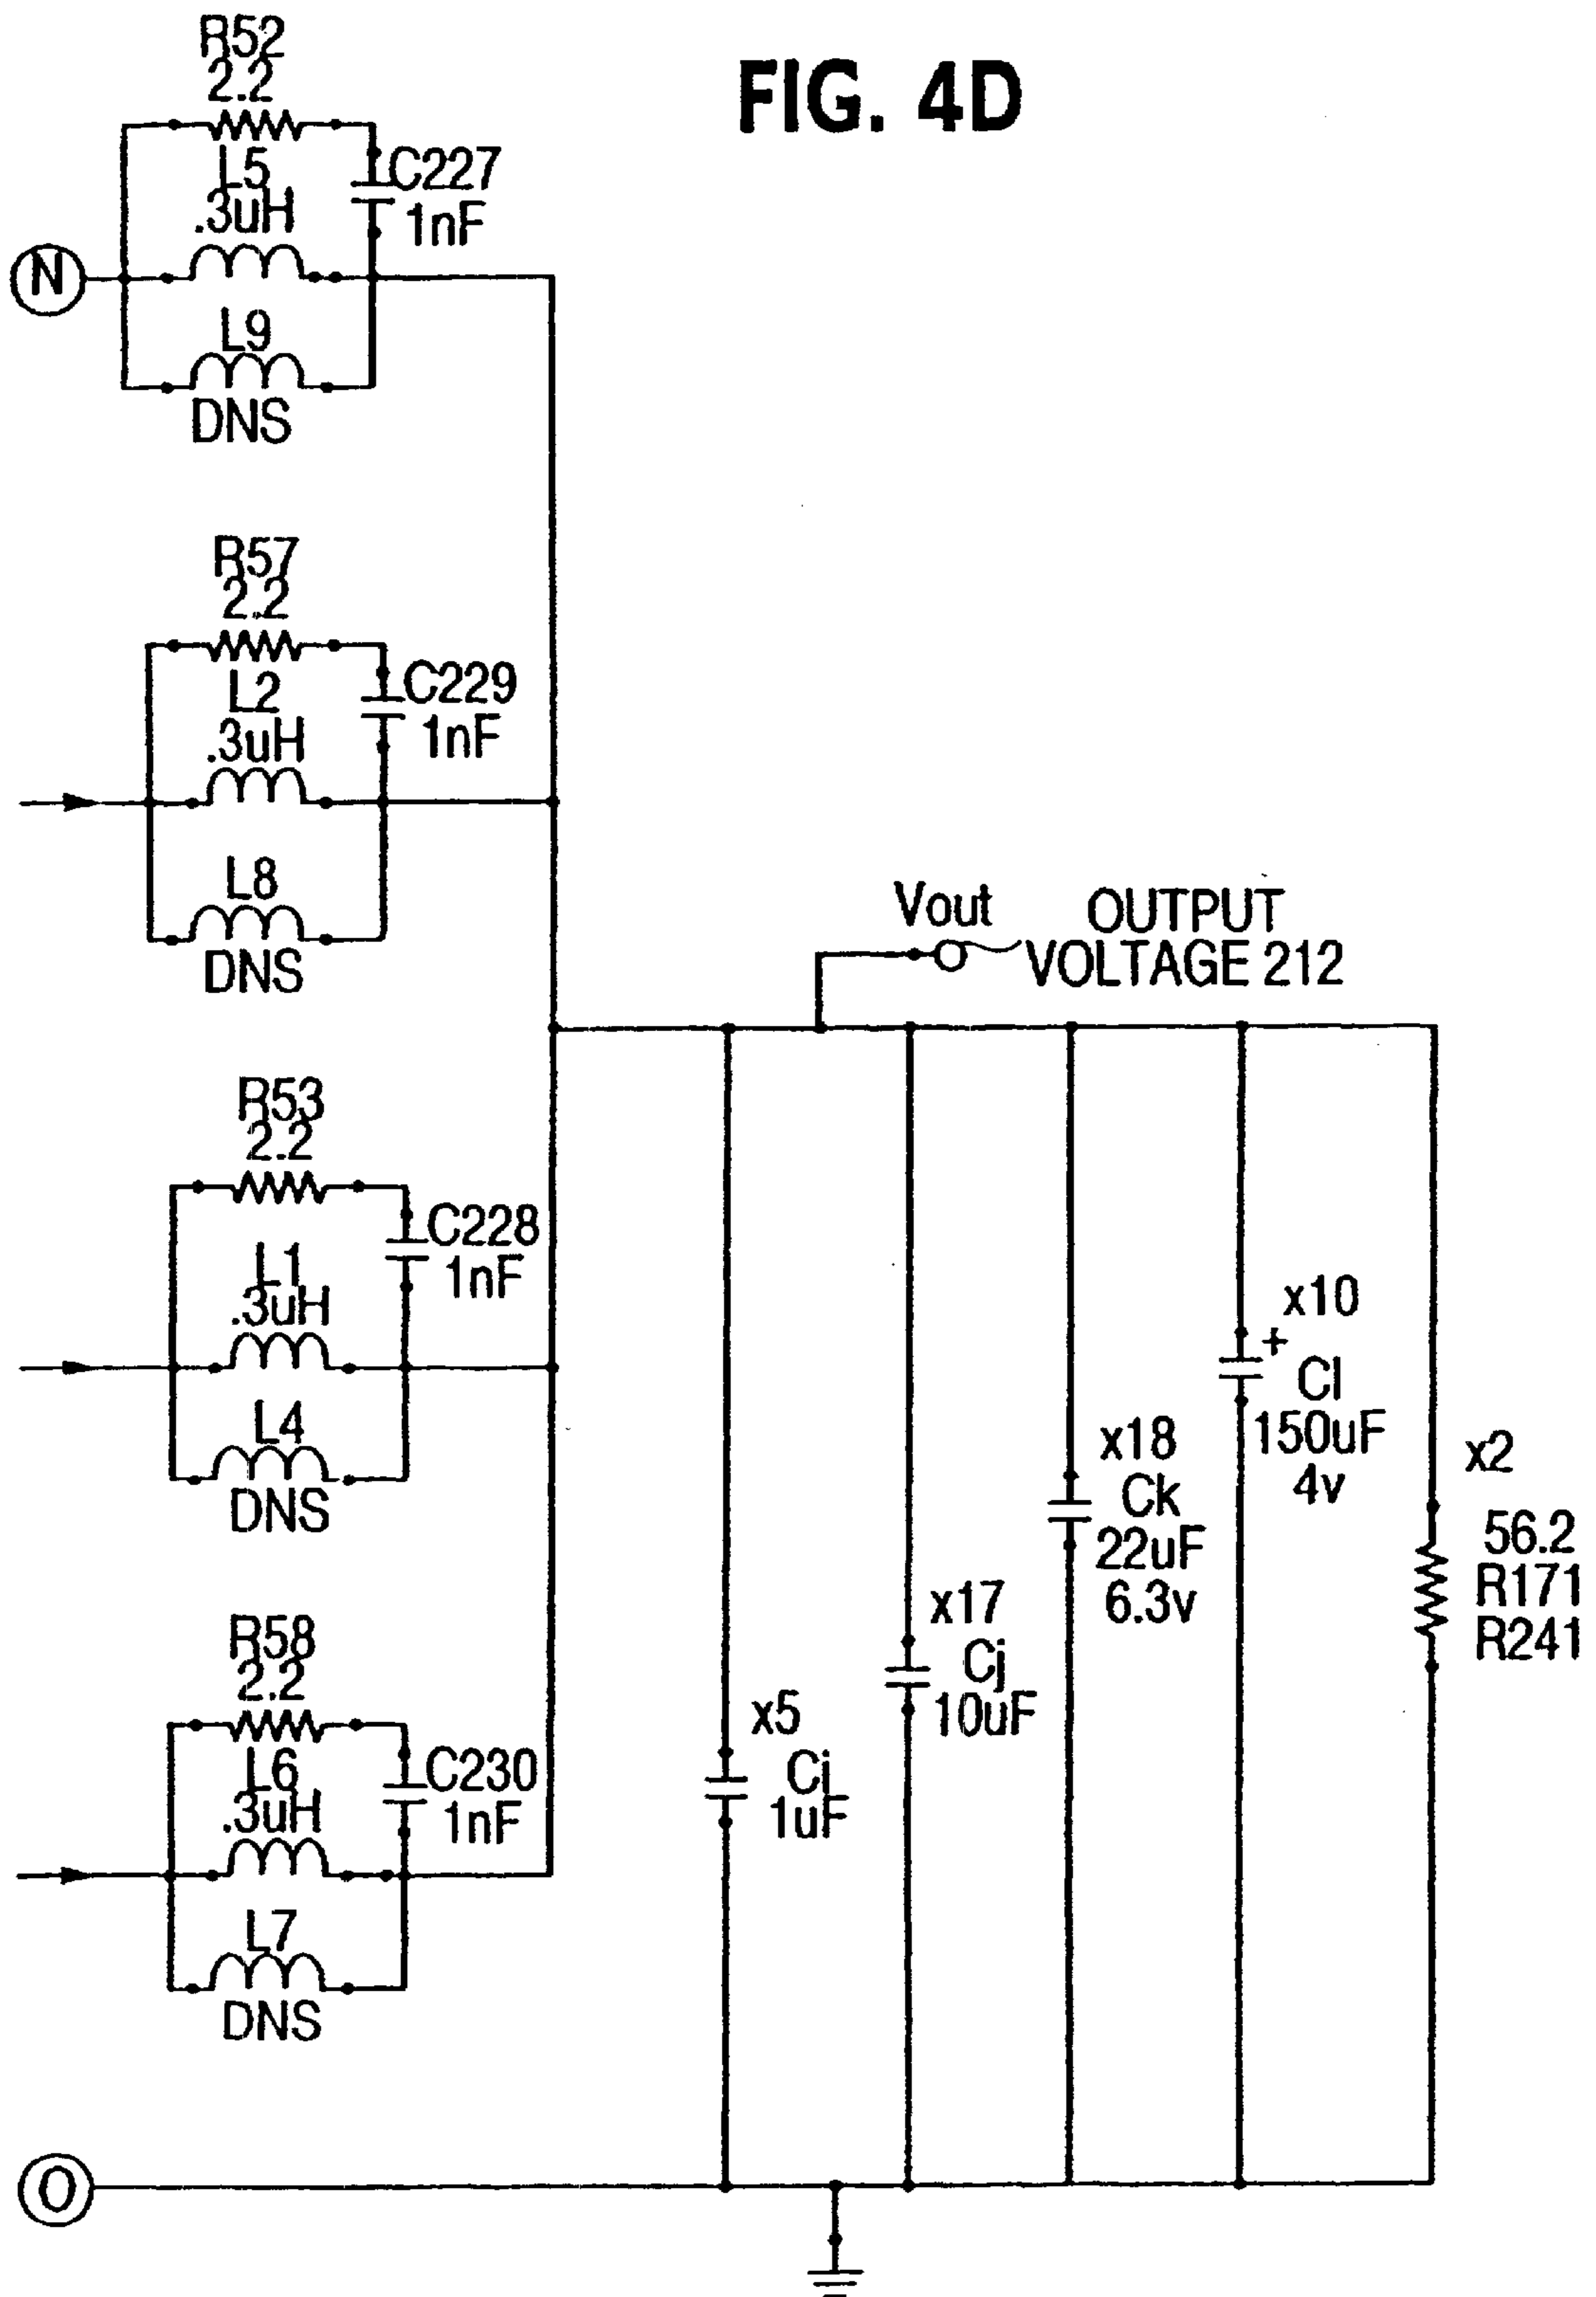 FIG. 4D
R52
2.2
L5
.3uH
C227
1nF
N
L9
DNS
R57
2.2
L2
.3uH
C229
1nF
L8
DNS
Vout
OUTPUT
VOLTAGE 212
R53
2.2
L1
.3uH
C228
1nF
L4
DNS
R58
2.2
L6
.3uH
C230
1nF
L7
DNS
x5
Ci
1uF
x17
Cj
10uF
x18
Ck
22uF
6.3v
x10
+
Cl
150uF
4v
x2
56.2
R171
R241
O